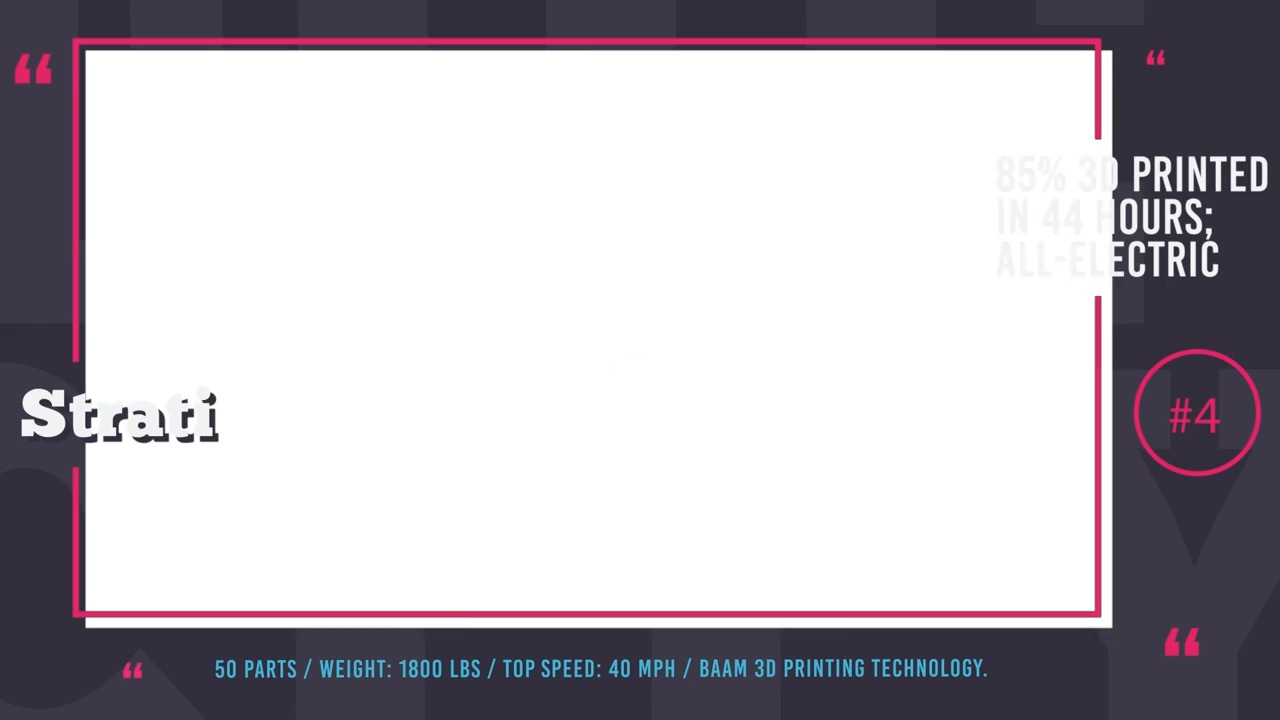 85% 3D PRINTED
IN 44 HOURS;
ALL-ELECTRIC
Strati
#4
50 PARTS / WEIGHT: 1800 LBS / TOP SPEED: 40 MPH / BAAM 3D PRINTING TECHNOLOGY.